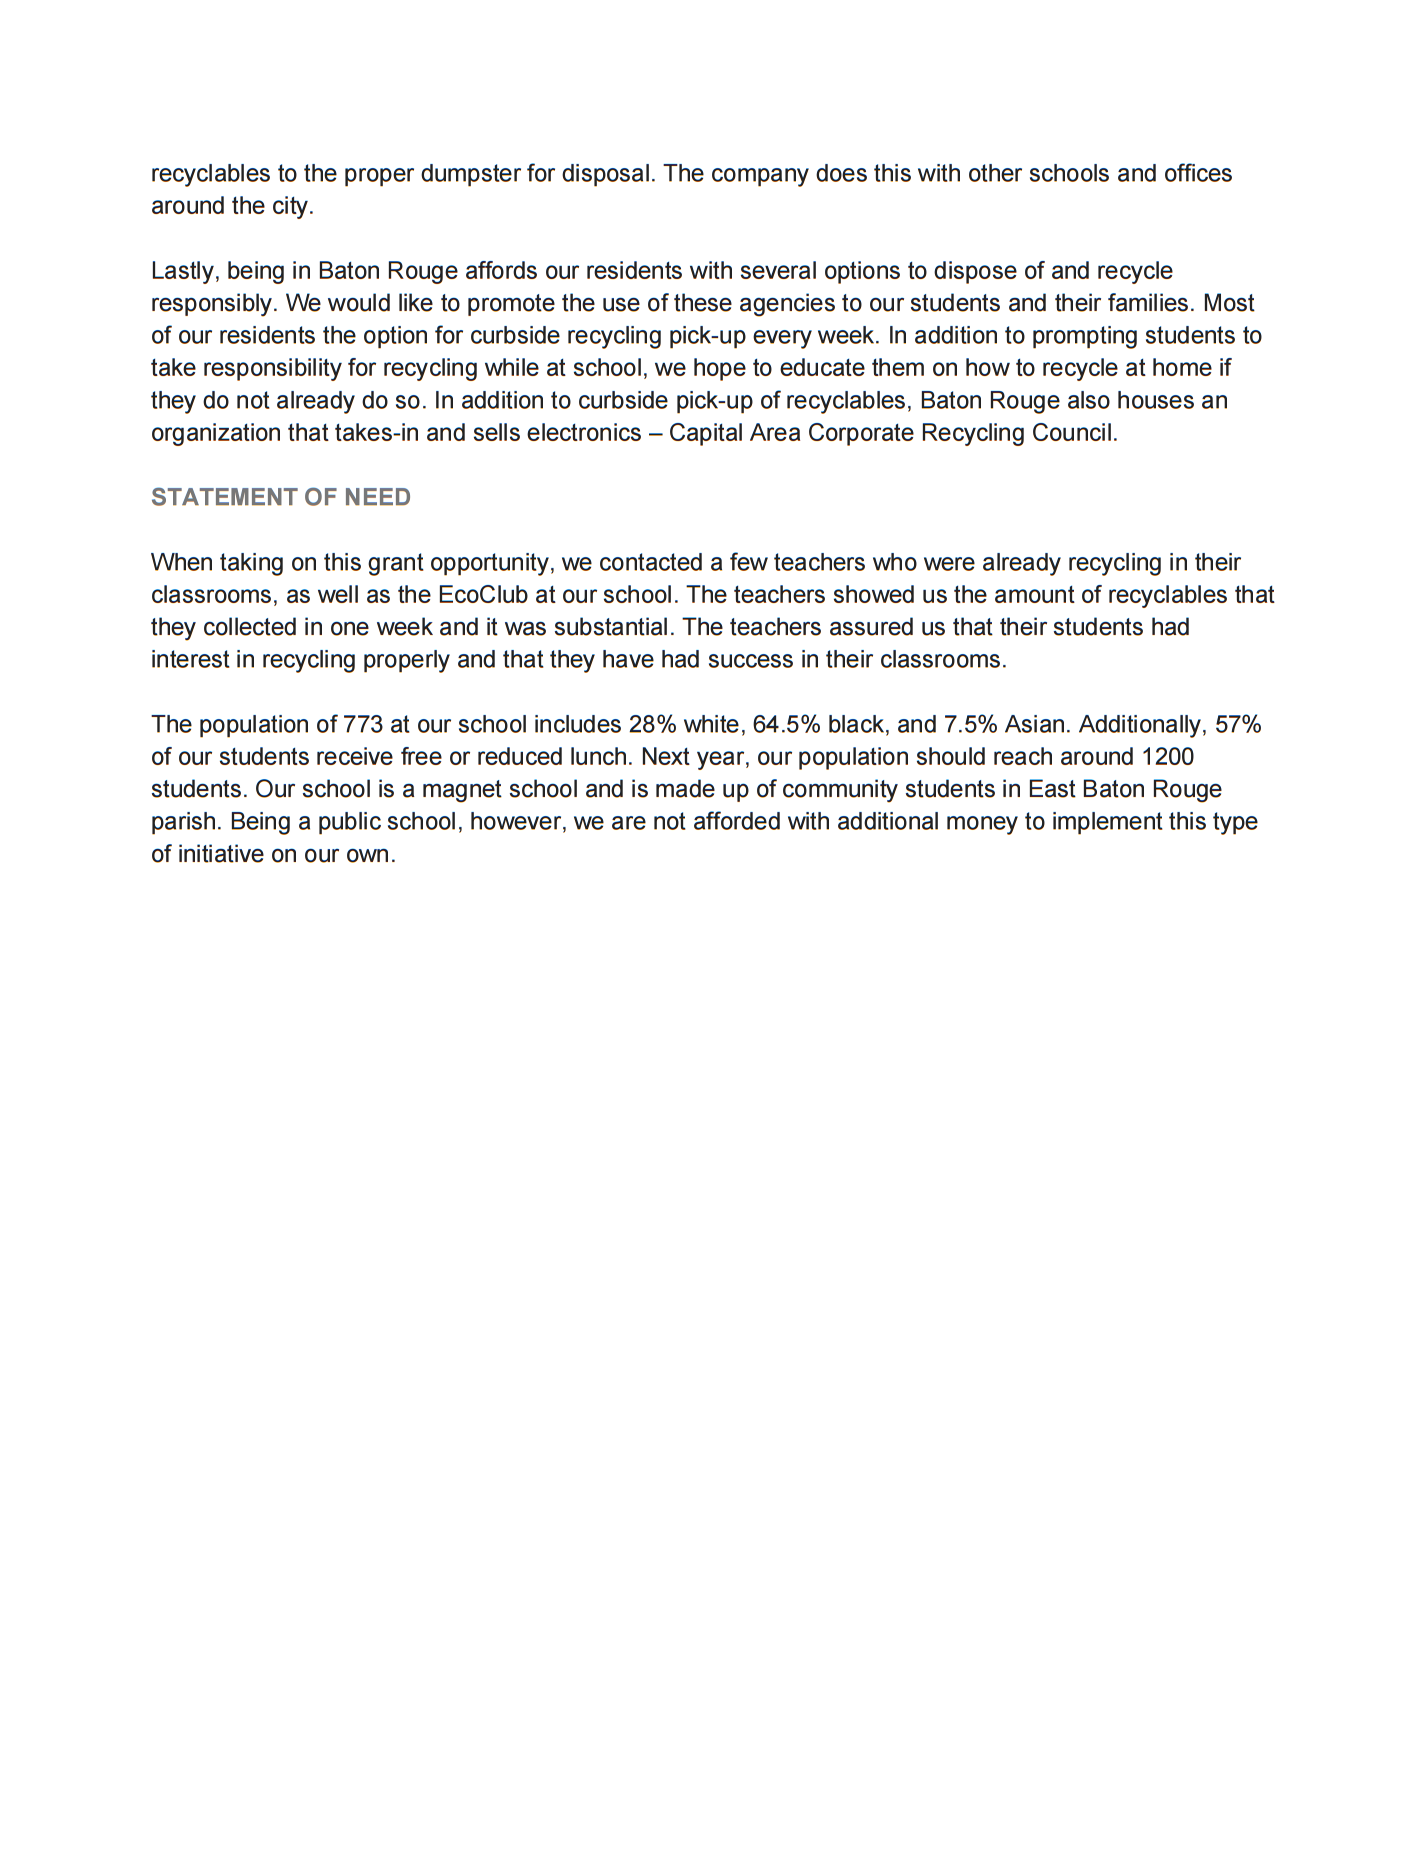 recyclables to the proper dumpster for disposal. The company does this with other schools and offices
around the city.
Lastly, being in Baton Rouge affords our residents with several options to dispose of and recycle
responsibly. We would like to promote the use of these agencies to our students and their families. Most
of our residents the option for curbside recycling pick-up every week. In addition to prompting students to
take responsibility for recycling while at school, we hope to educate them on how to recycle at home if
they do not already do so. In addition to curbside pick-up of recyclables, Baton Rouge also houses an
organization that takes-in and sells electronics – Capital Area Corporate Recycling Council.
STATEMENT OF NEED
When taking on this grant opportunity, we contacted a few teachers who were already recycling in their
classrooms, as well as the EcoClub at our school. The teachers showed us the amount of recyclables that
they collected in one week and it was substantial. The teachers assured us that their students had
interest in recycling properly and that they have had success in their classrooms.
The population of 773 at our school includes 28% white, 64.5% black, and 7.5% Asian. Additionally, 57%
of our students receive free or reduced lunch. Next year, our population should reach around 1200
students. Our school is a magnet school and is made up of community students in East Baton Rouge
parish. Being a public school, however, we are not afforded with additional money to implement this type
of initiative on our own.